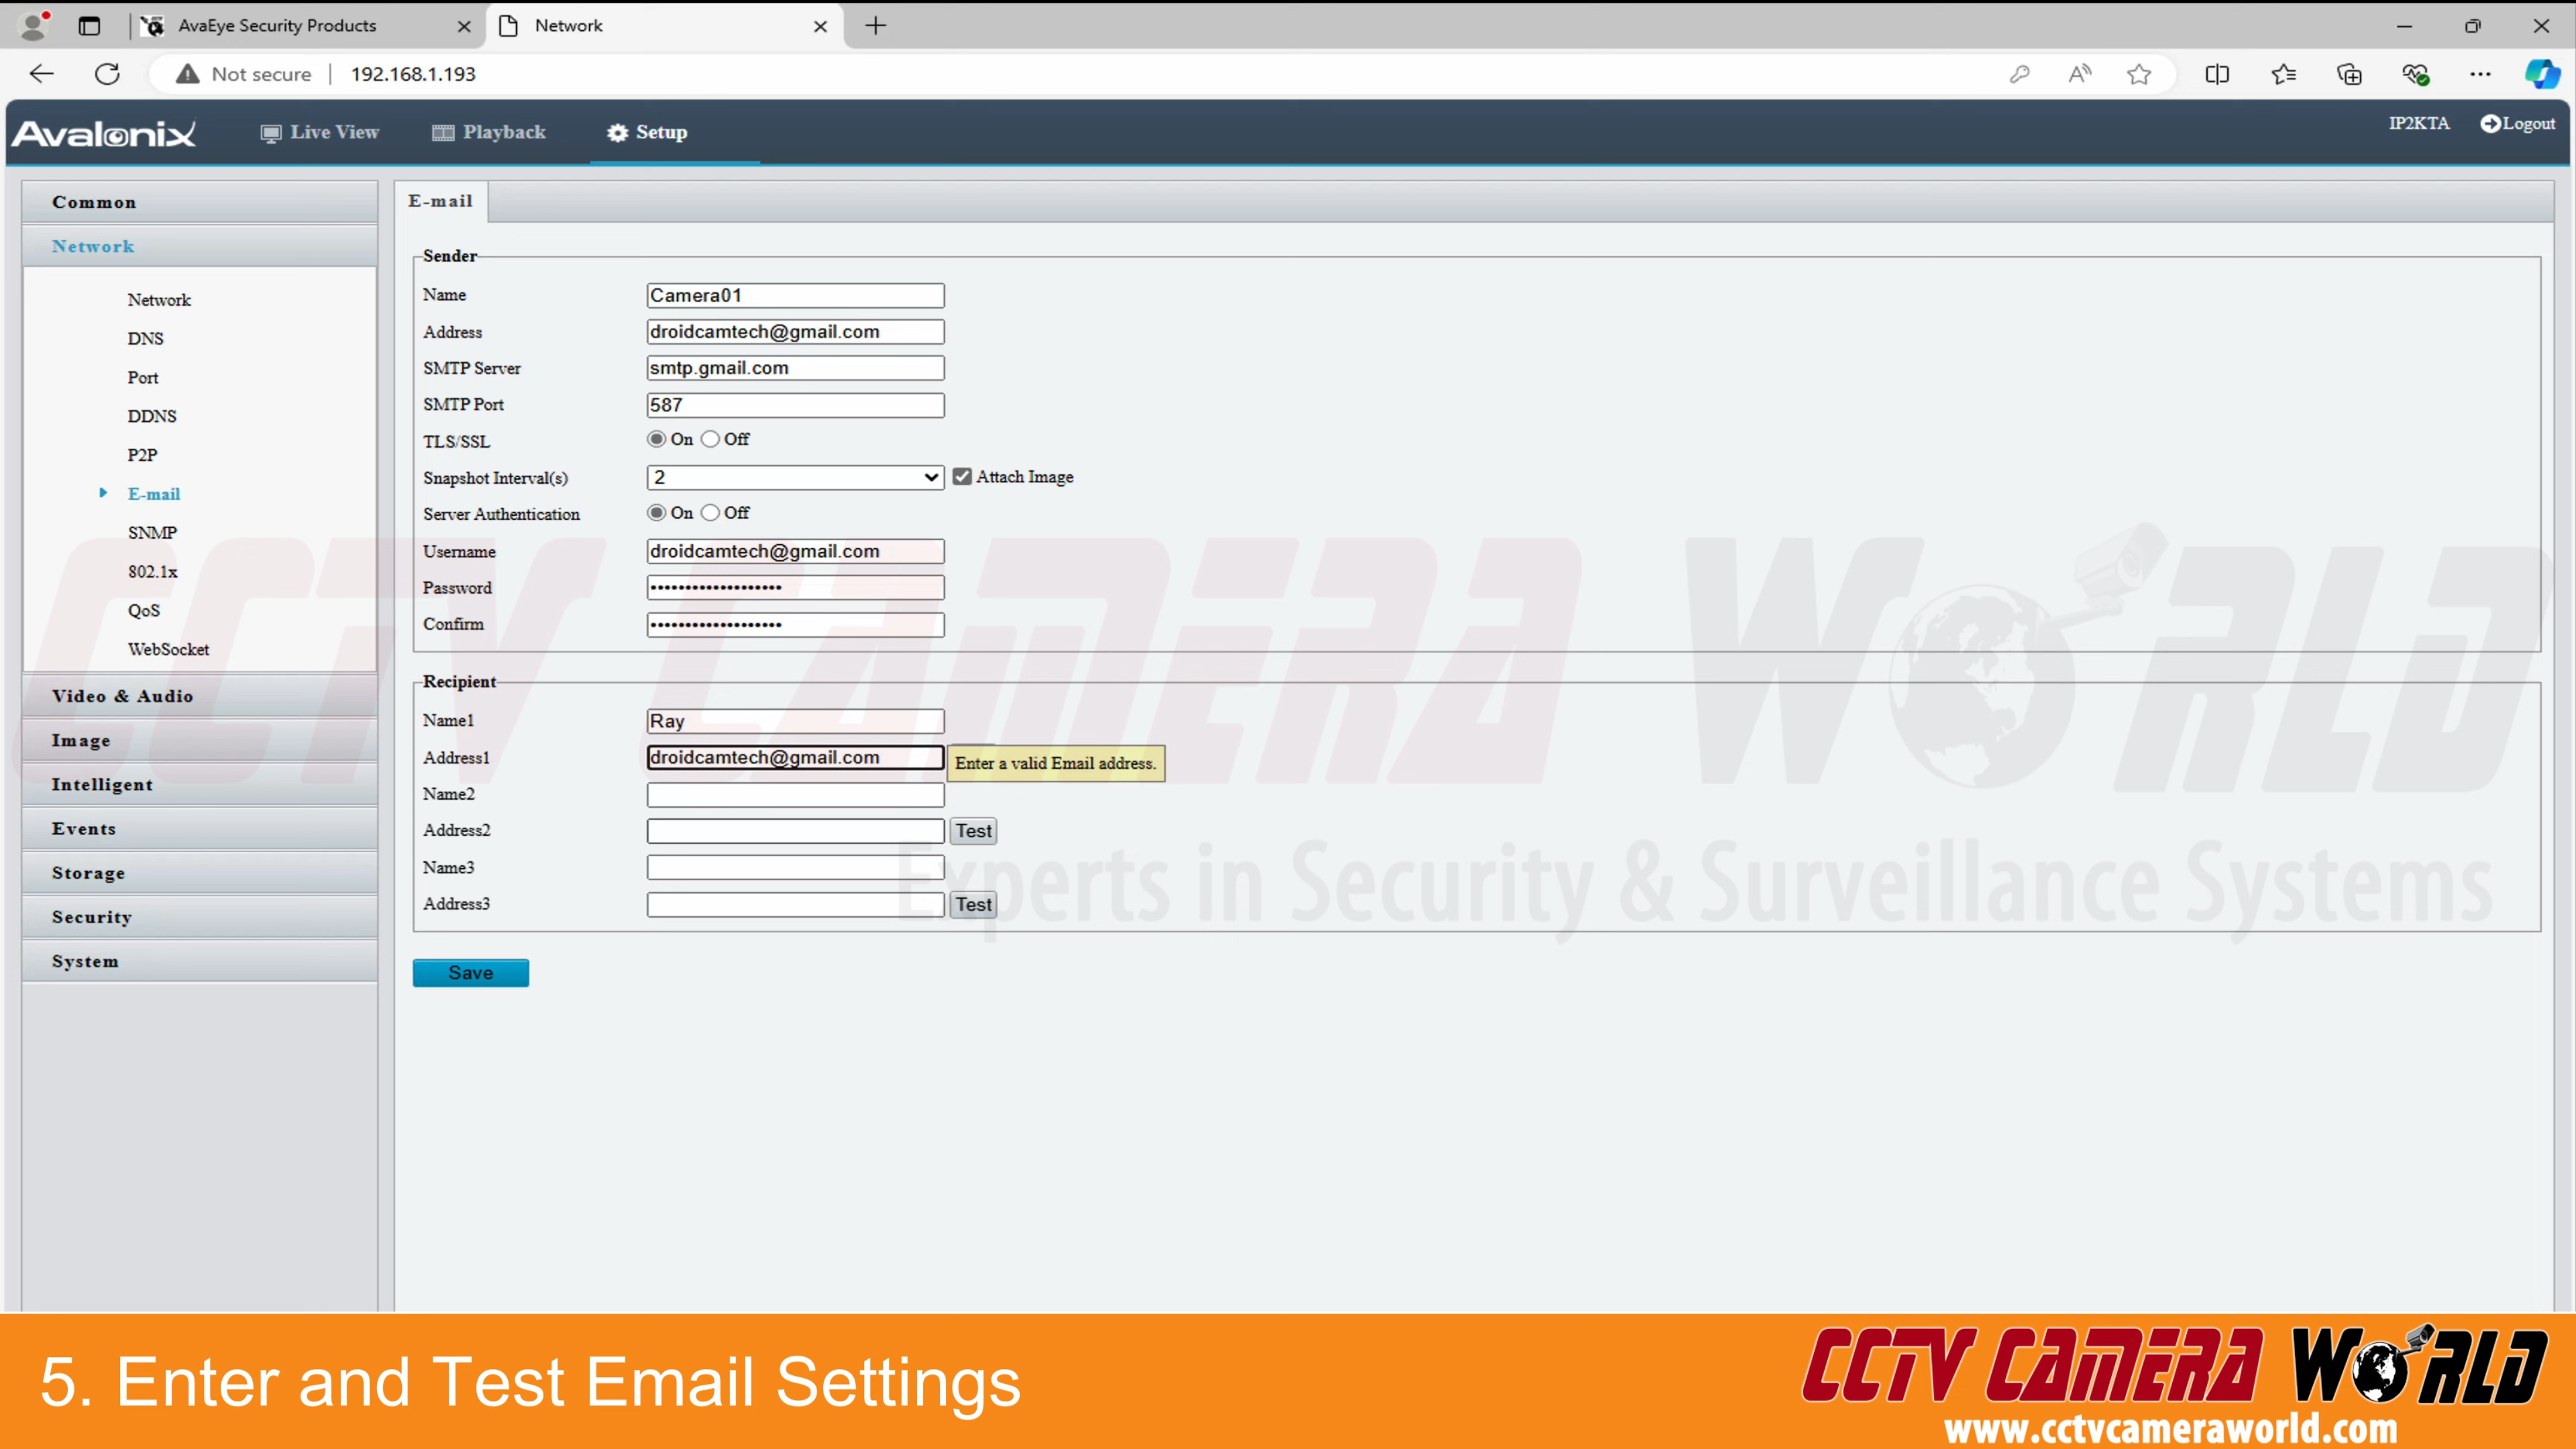 AvaEye Security Products
Network
Not secure
192.168.1.193
Avalonix
Live View
Playback
Setup
IP2KTA
Logout
Common
Network
Network
DNS
Port
DDNS
P2P
E-mail
SNMP
802.1x
QoS
WebSocket
Video & Audio
Image
Intelligent
Events
Storage
Security
System
E-mail
Sender
Name Camera01
Address droidcamtech@gmail.com
SMTP Server smtp.gmail.com
SMTP Port 587
TLS/SSL On Off
Snapshot Interval(s) 2 Attach Image
Server Authentication On Off
Username droidcamtech@gmail.com
Password •••••••••••••••••••
Confirm •••••••••••••••••••
Recipient
Name1 Ray
Address1 droidcamtech@gmail.com Enter a valid Email address.
Name2
Address2 Test
Name3
Address3 Test
Save
CCTV CAMERA WORLD
Experts in Security & Surveillance Systems
5. Enter and Test Email Settings
CCTV CAMERA WORLD
www.cctvcameraworld.com